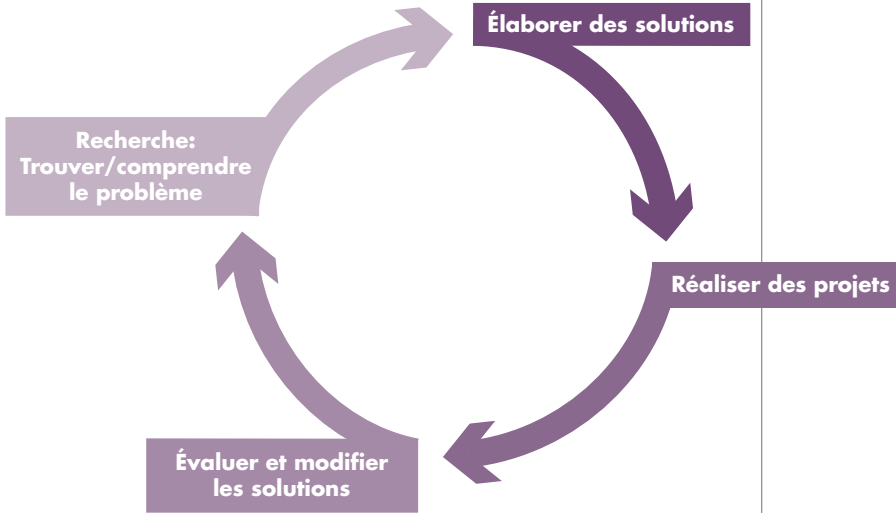 Élaborer des solutions
Recherche:
Trouver/comprendre
le problème
Réaliser des projets
Évaluer et modifier
les solutions